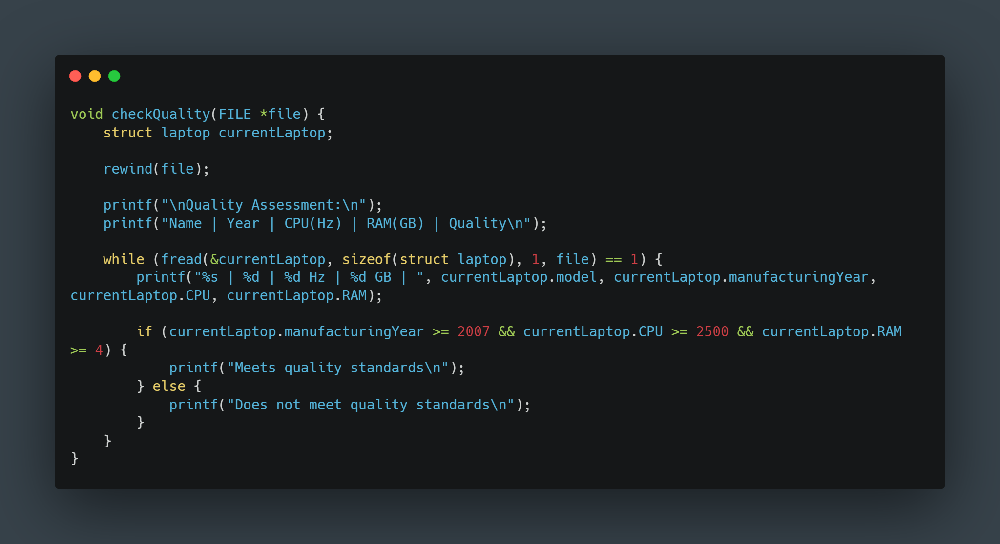 void checkQuality(FILE *file) {
    struct laptop currentLaptop;

    rewind(file);

    printf("\nQuality Assessment:\n");
    printf("Name | Year | CPU(Hz) | RAM(GB) | Quality\n");

    while (fread(&currentLaptop, sizeof(struct laptop), 1, file) == 1) {
        printf("%s | %d | %d Hz | %d GB | ", currentLaptop.model, currentLaptop.manufacturingYear,
currentLaptop.CPU, currentLaptop.RAM);

        if (currentLaptop.manufacturingYear >= 2007 && currentLaptop.CPU >= 2500 && currentLaptop.RAM
>= 4) {
            printf("Meets quality standards\n");
        } else {
            printf("Does not meet quality standards\n");
        }
    }
}